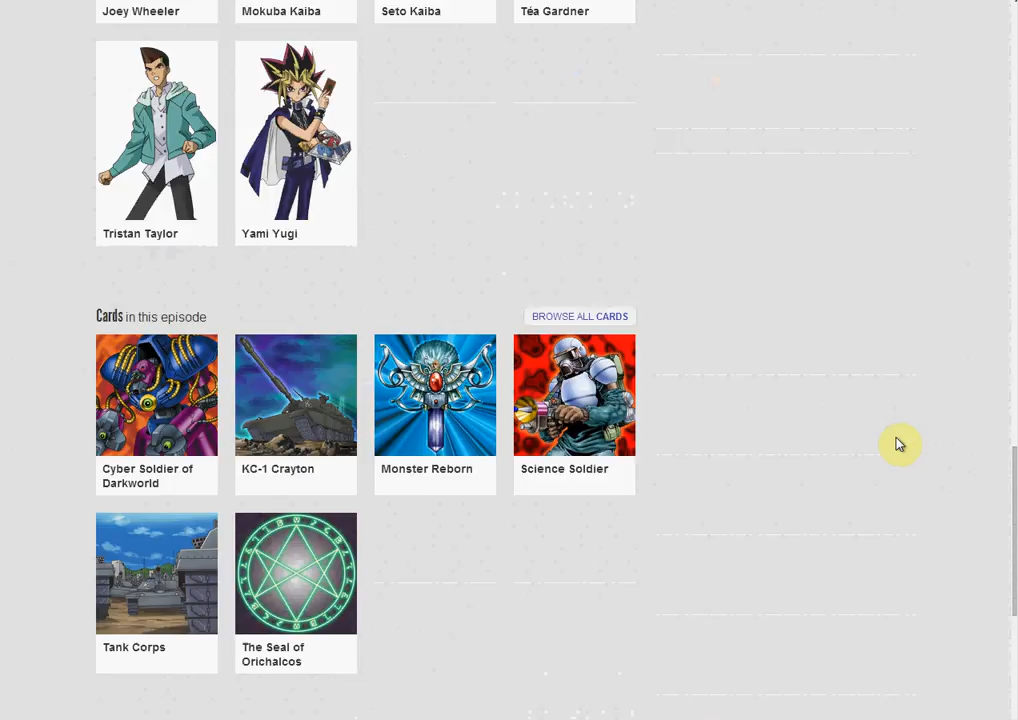 Joey Wheeler
Mokuba Kaiba
Seto Kaiba
Téa Gardner
Tristan Taylor
Yami Yugi
Cards in this episode
BROWSE ALL CARDS
Cyber Soldier of
Darkworld
KC-1 Crayton
Monster Reborn
Science Soldier
Tank Corps
The Seal of
Orichalcos